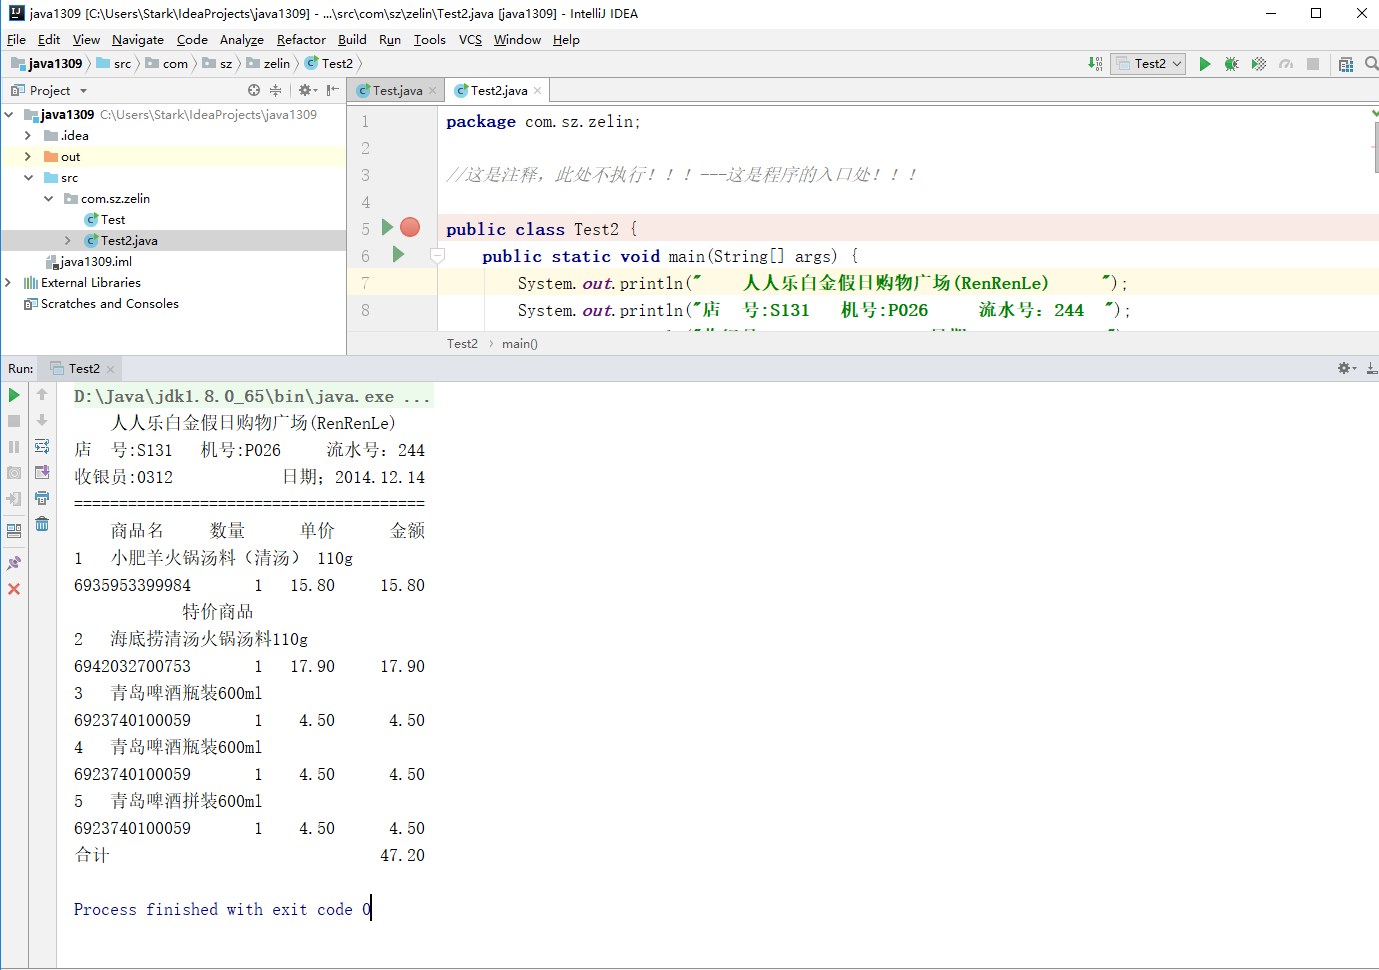 java1309 [C:\Users\Stark\IdeaProjects\java1309] - ...\src\com\sz\zelin\Test2.java [java1309] - IntelliJ IDEA
File Edit View Navigate Code Analyze Refactor Build Run Tools VCS Window Help
java1309 src com sz zelin Test2 Test2
Project
Test.java Test2.java
java1309 C:\Users\Stark\IdeaProjects\java1309
.idea
out
src
com.sz.zelin
Test
Test2.java
java1309.iml
External Libraries
Scratches and Consoles
1 package com.sz.zelin;
2
3 //这是注释，此处不执行！！！---这是程序的入口处！！！
4
5 public class Test2 {
6 public static void main(String[] args) {
7 System.out.println("    人人乐白金假日购物广场(RenRenLe)      ");
8 System.out.println("店  号:S131   机号:P026     流水号：244  ");
Test2 main()
Run: Test2
D:\Java\jdk1.8.0_65\bin\java.exe ...
人人乐白金假日购物广场(RenRenLe)
店  号:S131   机号:P026     流水号：244
收银员:0312            日期；2014.12.14
=======================================
商品名     数量      单价      金额
1   小肥羊火锅汤料（清汤） 110g
6935953399984       1   15.80     15.80
特价商品
2   海底捞清汤火锅汤料110g
6942032700753       1   17.90     17.90
3   青岛啤酒瓶装600ml
6923740100059       1    4.50      4.50
4   青岛啤酒瓶装600ml
6923740100059       1    4.50      4.50
5   青岛啤酒拼装600ml
6923740100059       1    4.50      4.50
合计                              47.20
Process finished with exit code 0